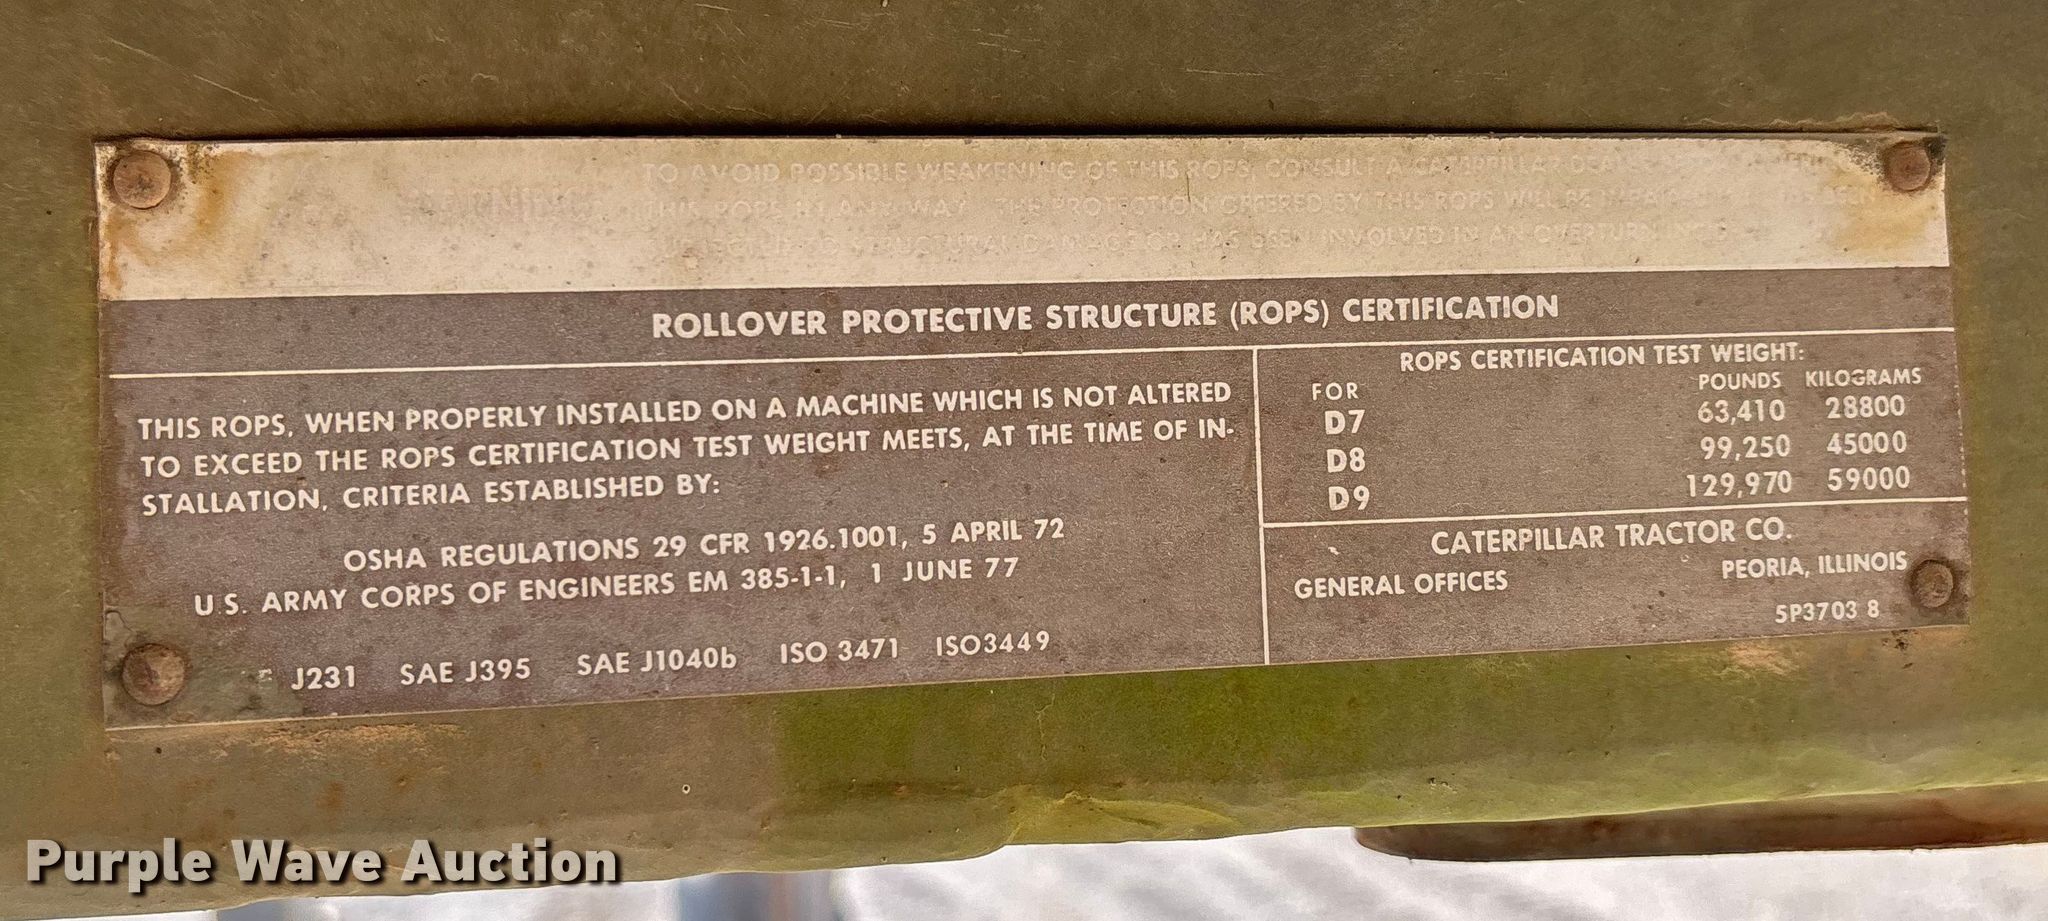 TO AVOID POSSIBLE WEAKENING OF THIS ROPS, CONSULT A CATERPILLAR
THIS ROPS IN ANY WAY. THE PROTECTION OFFERED BY THIS ROPS WILL BE
TO STRUCTURAL DAMAGE OR HAS BEEN INVOLVED IN AN OVERTURN
ROLLOVER PROTECTIVE STRUCTURE (ROPS) CERTIFICATION
THIS ROPS, WHEN PROPERLY INSTALLED ON A MACHINE WHICH IS NOT ALTERED
TO EXCEED THE ROPS CERTIFICATION TEST WEIGHT MEETS, AT THE TIME OF IN-
STALLATION, CRITERIA ESTABLISHED BY:
OSHA REGULATIONS 29 CFR 1926.1001, 5 APRIL 72
U.S. ARMY CORPS OF ENGINEERS EM 385-1-1, 1 JUNE 77
J231 SAE J395 SAE J1040b ISO 3471 ISO3449
ROPS CERTIFICATION TEST WEIGHT:
FOR POUNDS KILOGRAMS
D7 63,410 28800
D8 99,250 45000
D9 129,970 59000
CATERPILLAR TRACTOR CO.
GENERAL OFFICES PEORIA, ILLINOIS
5P3703 8
Purple Wave Auction